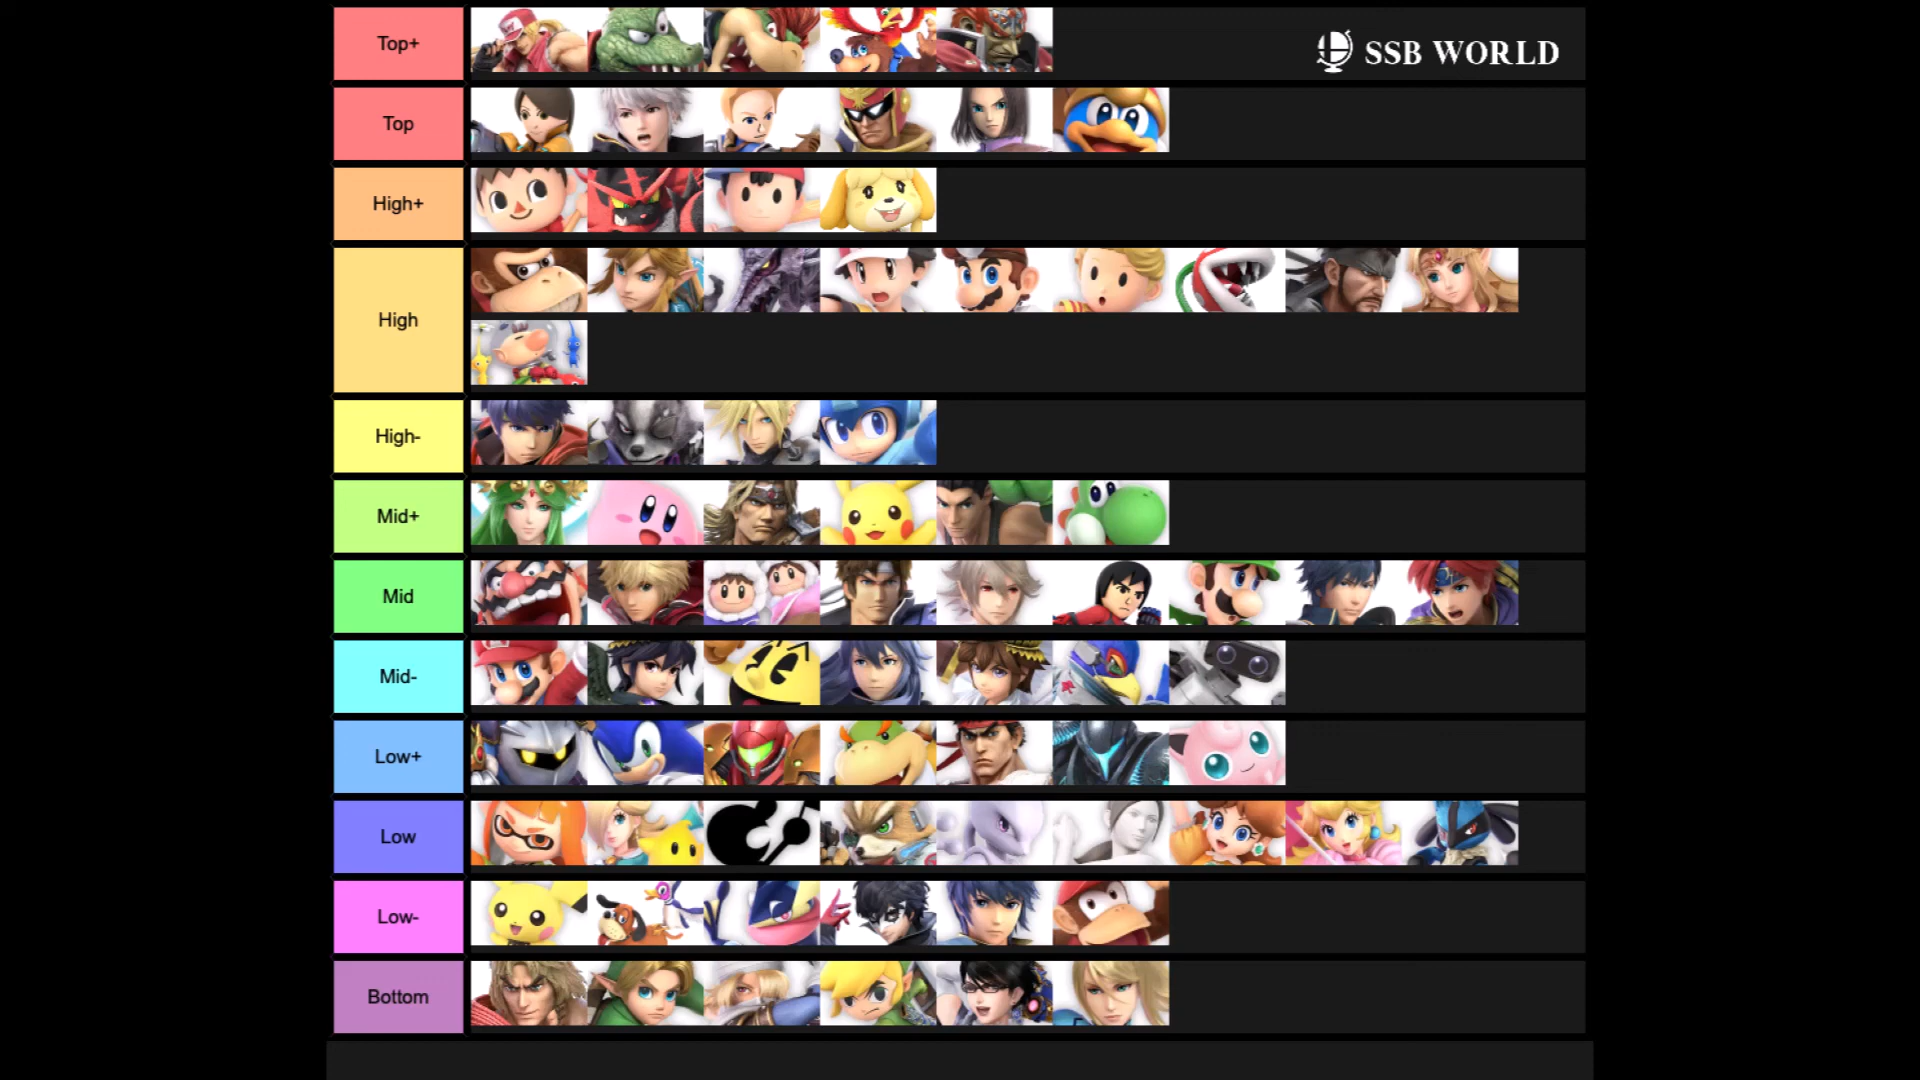 Top+
SSB WORLD
Top
High+
High
High-
Mid+
Mid
Mid-
Low+
Low
Low-
Bottom